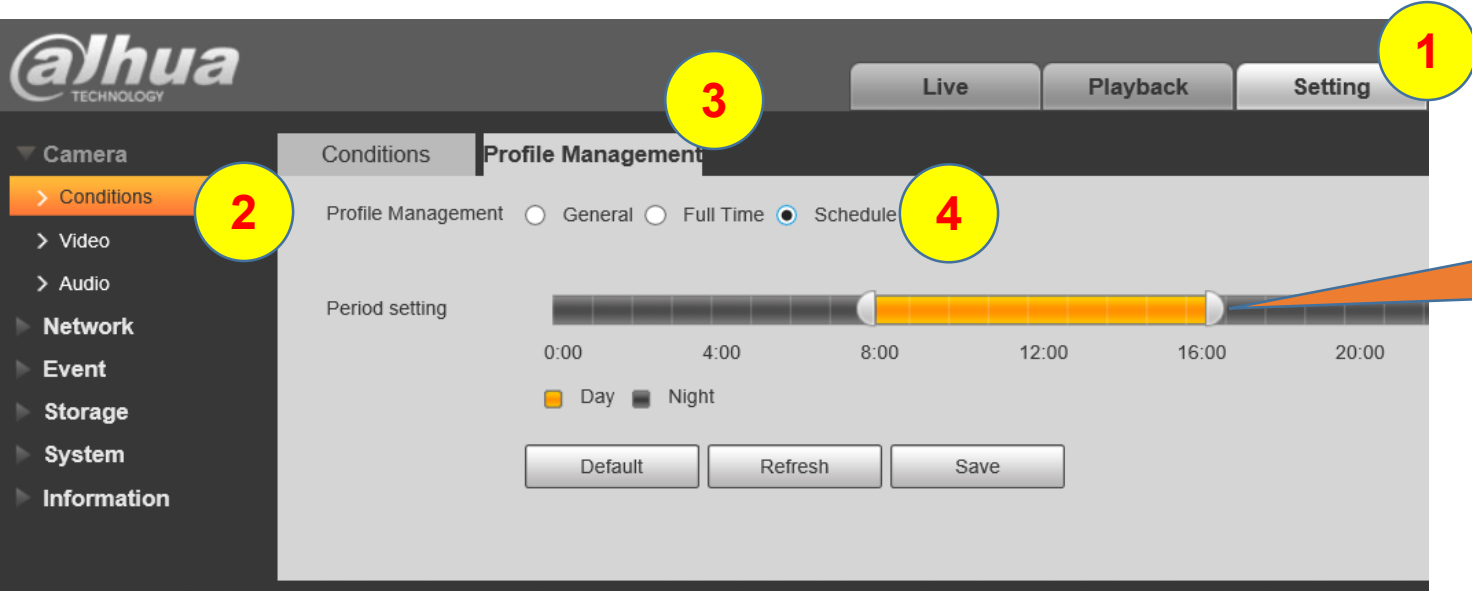 1
alhua
TECHNOLOGY
3
Live Playback Setting
Camera
Conditions Profile Management
Conditions
2
Profile Management General Full Time Schedule
4
Video
Audio
Period setting
Network
0:00 4:00 8:00 12:00 16:00 20:00
Event
Day Night
Storage
System
Default Refresh Save
Information